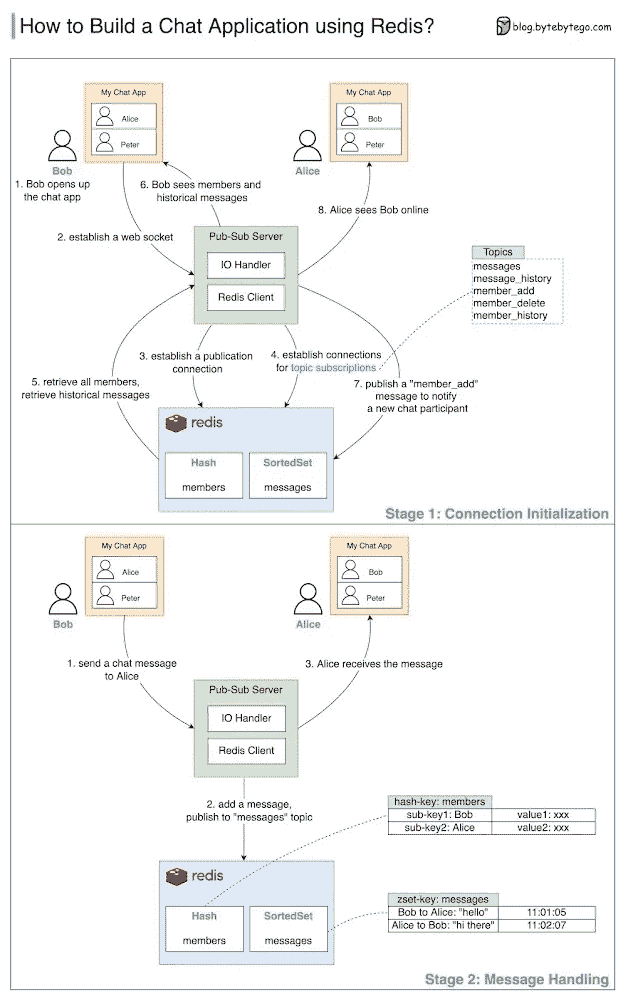 How to Build a Chat Application using Redis?
blog.bytebytego.com
My Chat App
Alice
Peter
Bob
1. Bob opens up
the chat app
My Chat App
Bob
Peter
Alice
6. Bob sees members and
historical messages
8. Alice sees Bob online
2. establish a web socket
Pub-Sub Server
IO Handler
Redis Client
Topics
messages
message_history
member_add
member_delete
member_history
3. establish a publication
connection
4. establish connections
for topic subscriptions
5. retrieve all members,
retrieve historical messages
7. publish a "member_add"
message to notify
a new chat participant
redis
Hash
members
SortedSet
messages
Stage 1: Connection Initialization
My Chat App
Alice
Peter
Bob
My Chat App
Bob
Peter
Alice
1. send a chat message
to Alice
3. Alice receives the message
Pub-Sub Server
IO Handler
Redis Client
2. add a message,
publish to "messages" topic
hash-key: members
sub-key1: Bob value1: xxx
sub-key2: Alice value2: xxx
redis
Hash
members
SortedSet
messages
zset-key: messages
Bob to Alice: "hello" 11:01:05
Alice to Bob: "hi there" 11:02:07
Stage 2: Message Handling